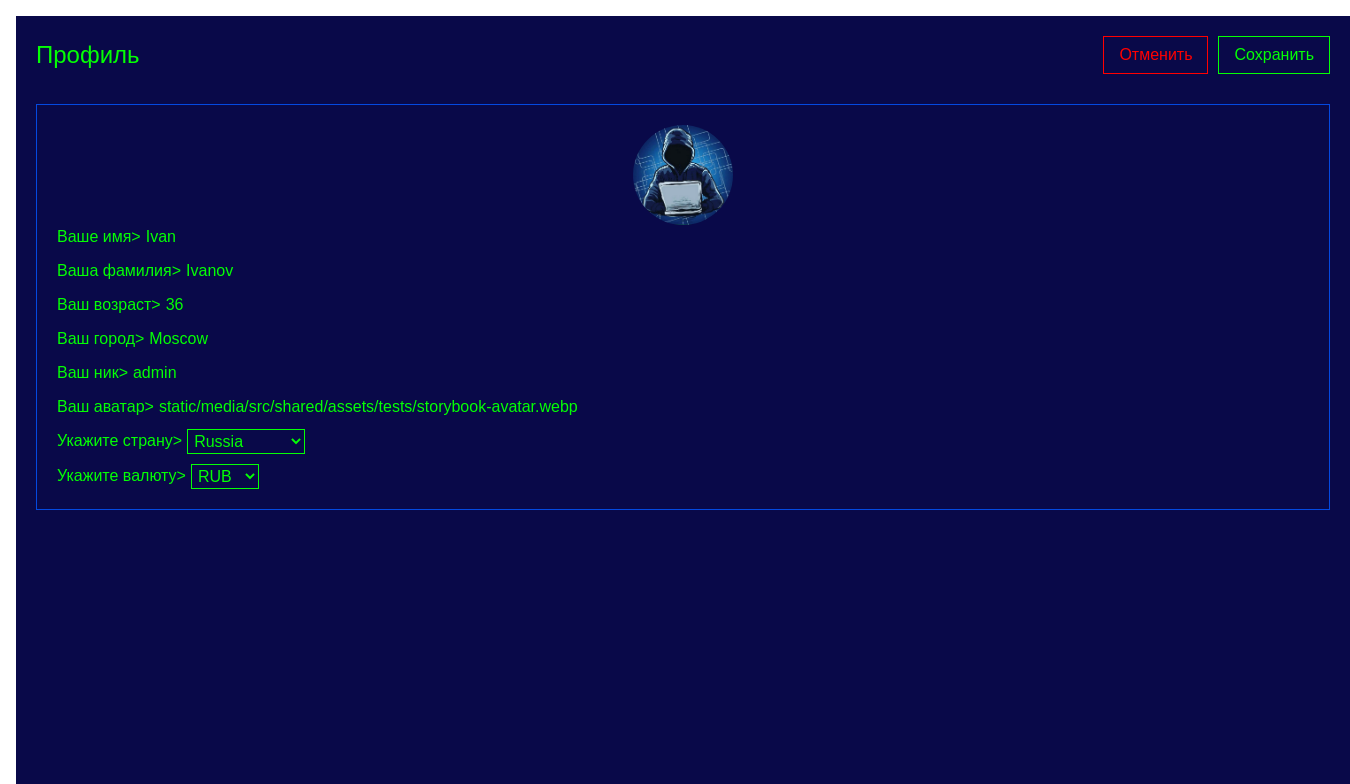 Профиль
Отменить
Сохранить
Ваше имя> Ivan
Ваша фамилия> Ivanov
Ваш возраст> 36
Ваш город> Moscow
Ваш ник> admin
Ваш аватар> static/media/src/shared/assets/tests/storybook-avatar.webp
Укажите страну> Russia
Укажите валюту> RUB